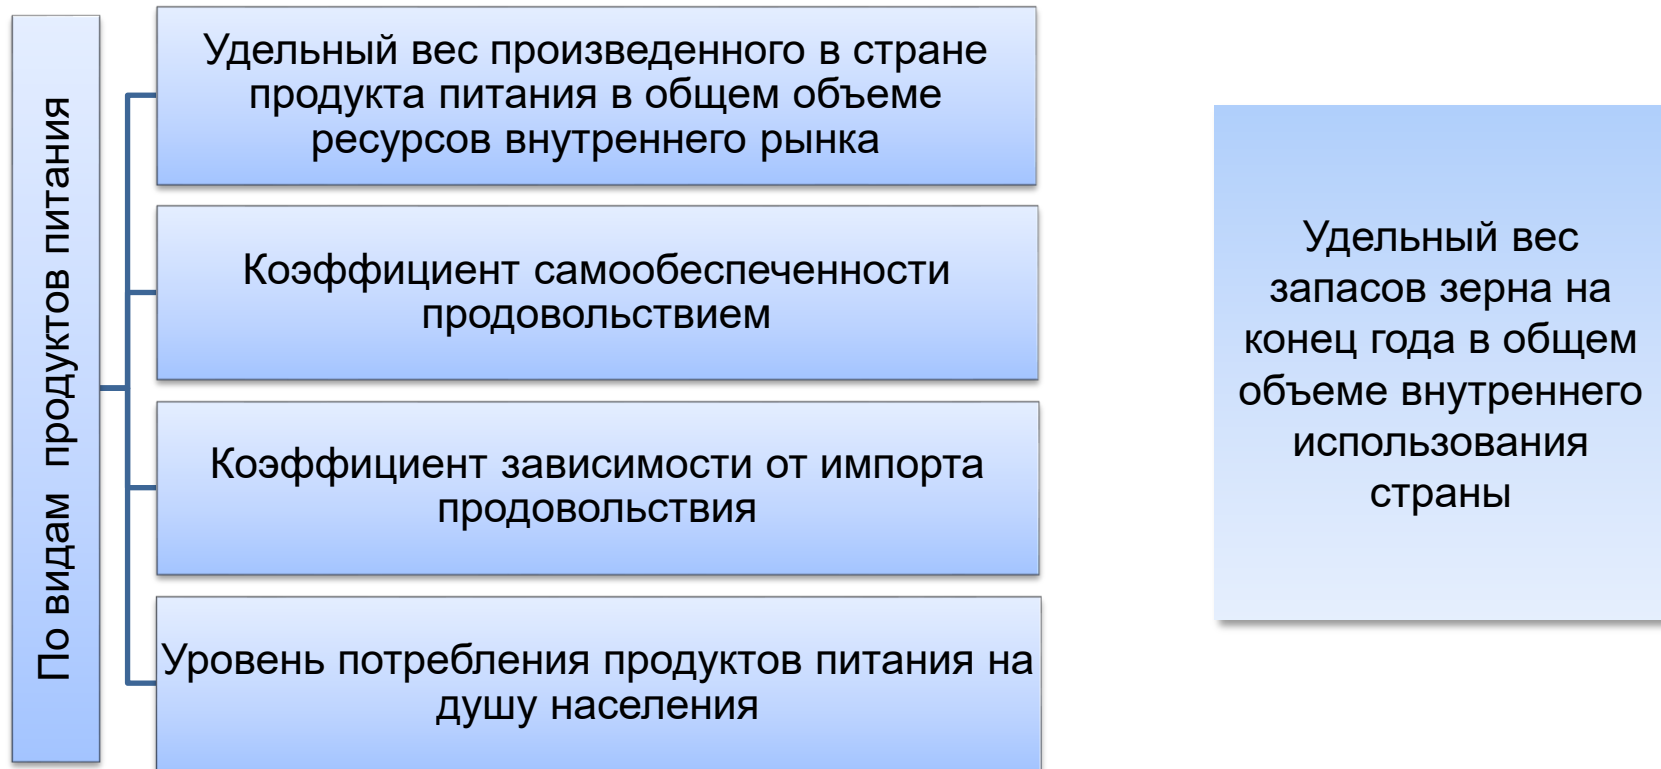 По видам продуктов питания
Удельный вес произведенного в стране
продукта питания в общем объеме
ресурсов внутреннего рынка
Коэффициент самообеспеченности
продовольствием
Коэффициент зависимости от импорта
продовольствия
Уровень потребления продуктов питания на
душу населения
Удельный вес
запасов зерна на
конец года в общем
объеме внутреннего
использования
страны